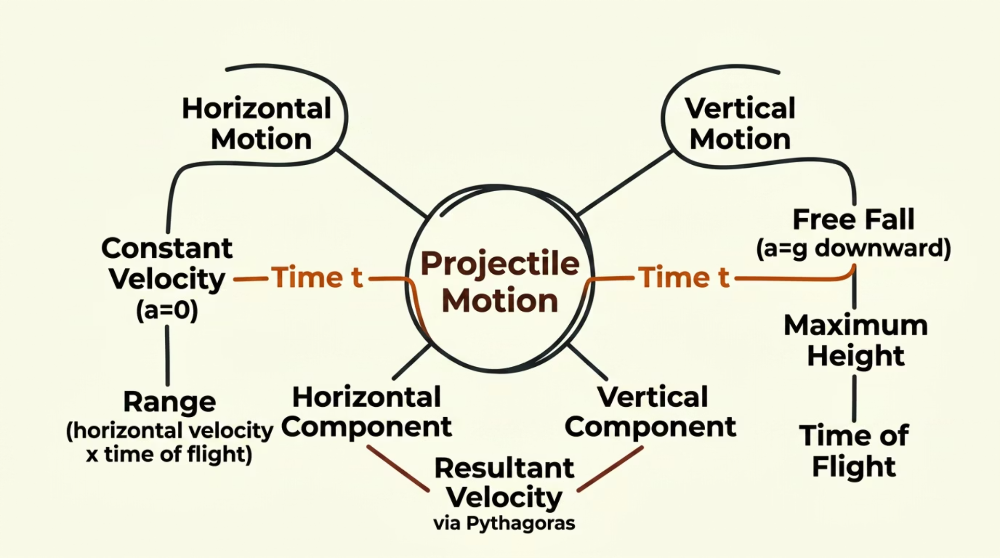 Horizontal
Motion
Vertical
Motion
Constant
Velocity
(a=0)
Time t
Projectile
Motion
Time t
Free Fall
(a=g downward)
Maximum
Height
Range
(horizontal velocity
x time of flight)
Horizontal
Component
Vertical
Component
Time of
Flight
Resultant
Velocity
via Pythagoras